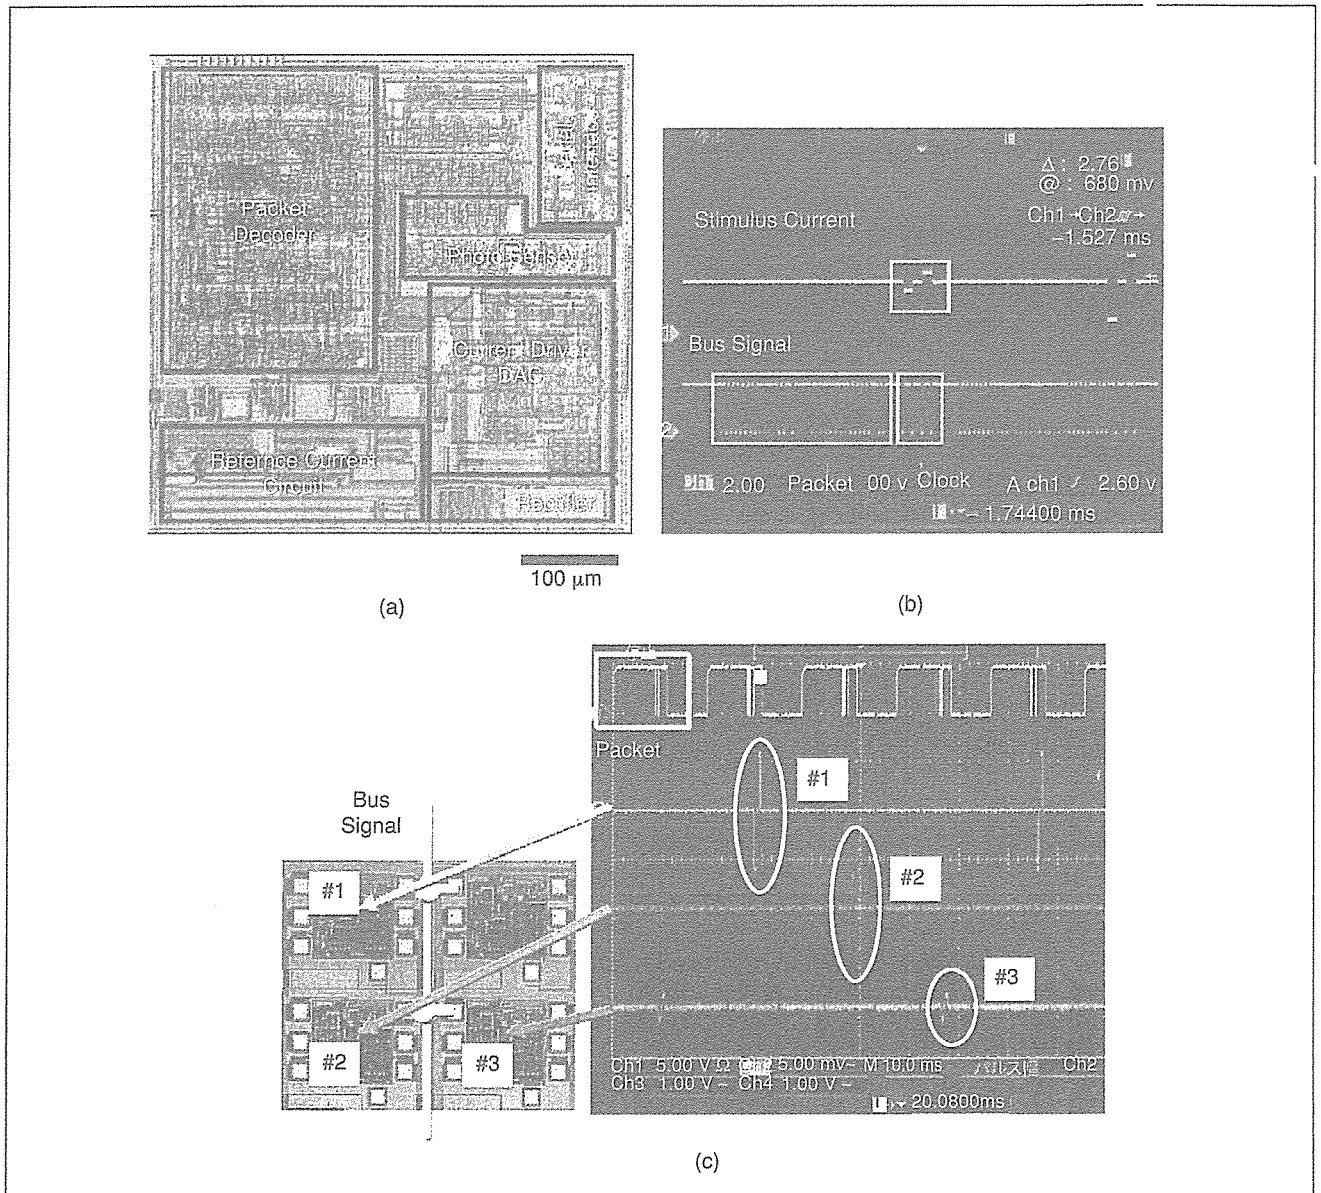 Packet
Decoder
Photo Sense
Current Driver
DAC
Refernce Current
Circuit
Rectifier
100 μm
(a)
Δ : 2.76
@ : 680 mv
Stimulus Current
Ch1 Ch2
−1.527 ms
Bus Signal
2.00 Packet 00 v Clock A ch1 2.60 v
− 1.74400 ms
(b)
Packet
#1
#2
#3
Bus
Signal
#1
#2
#3
Ch1 5.00 V Ω 5.00 mv~ M 10.0 ms パルス幅 Ch2
Ch3 1.00 V ~ Ch4 1.00 V ~
20.0800ms
(c)